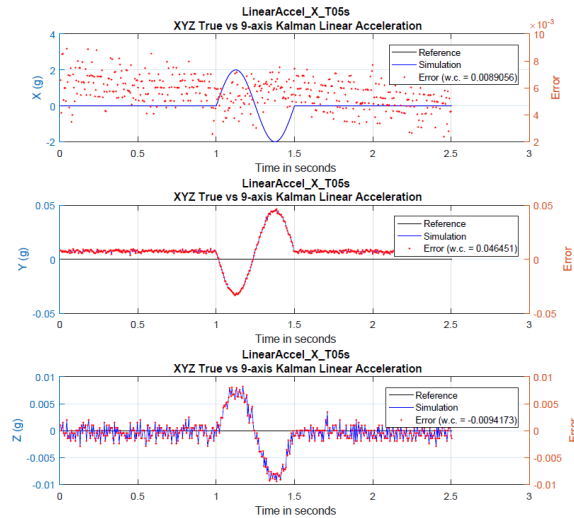 LinearAccel_X_T05s
XYZ True vs 9-axis Kalman Linear Acceleration
×10⁻³
4
2
0
-2
X (g)
10
8
6
4
2
Error
Reference
Simulation
Error (w.c. = 0.0089056)
0 0.5 1 1.5 2 2.5 3
Time in seconds
LinearAccel_X_T05s
XYZ True vs 9-axis Kalman Linear Acceleration
0.05
0
-0.05
Y (g)
0.05
0
-0.05
Error
Reference
Simulation
Error (w.c. = 0.046451)
0 0.5 1 1.5 2 2.5 3
Time in seconds
LinearAccel_X_T05s
XYZ True vs 9-axis Kalman Linear Acceleration
0.01
0.005
0
-0.005
-0.01
Z (g)
0.01
0.005
0
-0.005
-0.01
Error
Reference
Simulation
Error (w.c. = -0.0094173)
0 0.5 1 1.5 2 2.5 3
Time in seconds